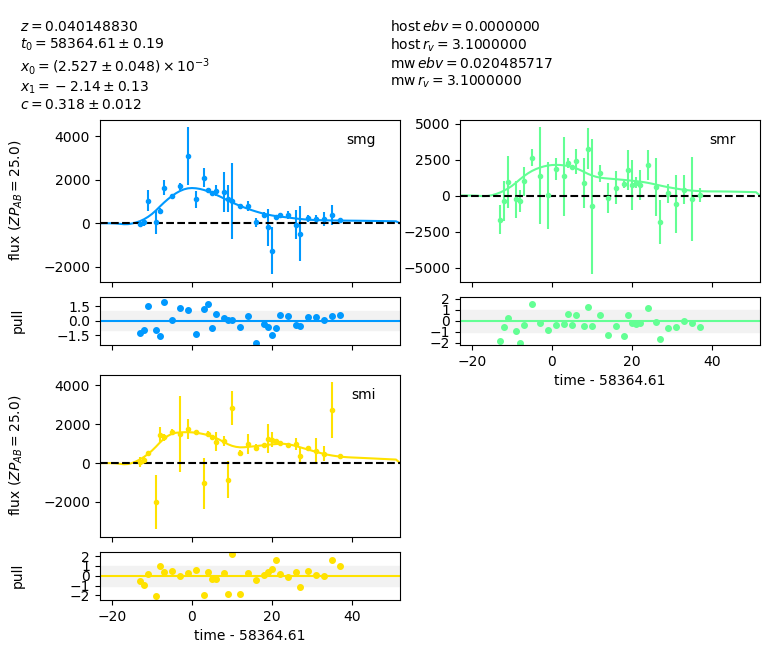 z = 0.040148830
t₀ = 58364.61 ± 0.19
x₀ = (2.527 ± 0.048) × 10⁻³
x₁ = −2.14 ± 0.13
c = 0.318 ± 0.012
host ebv = 0.0000000
host r_v = 3.1000000
mw ebv = 0.020485717
mw r_v = 3.1000000
smg
4000
2000
0
−2000
flux (ZP_AB = 25.0)
smr
5000
2500
0
−2500
−5000
1.5
0.0
−1.5
pull
2
1
0
−1
−2
−20 0 20 40
time - 58364.61
smi
4000
2000
0
−2000
flux (ZP_AB = 25.0)
2
1
0
−1
−2
pull
−20 0 20 40
time - 58364.61